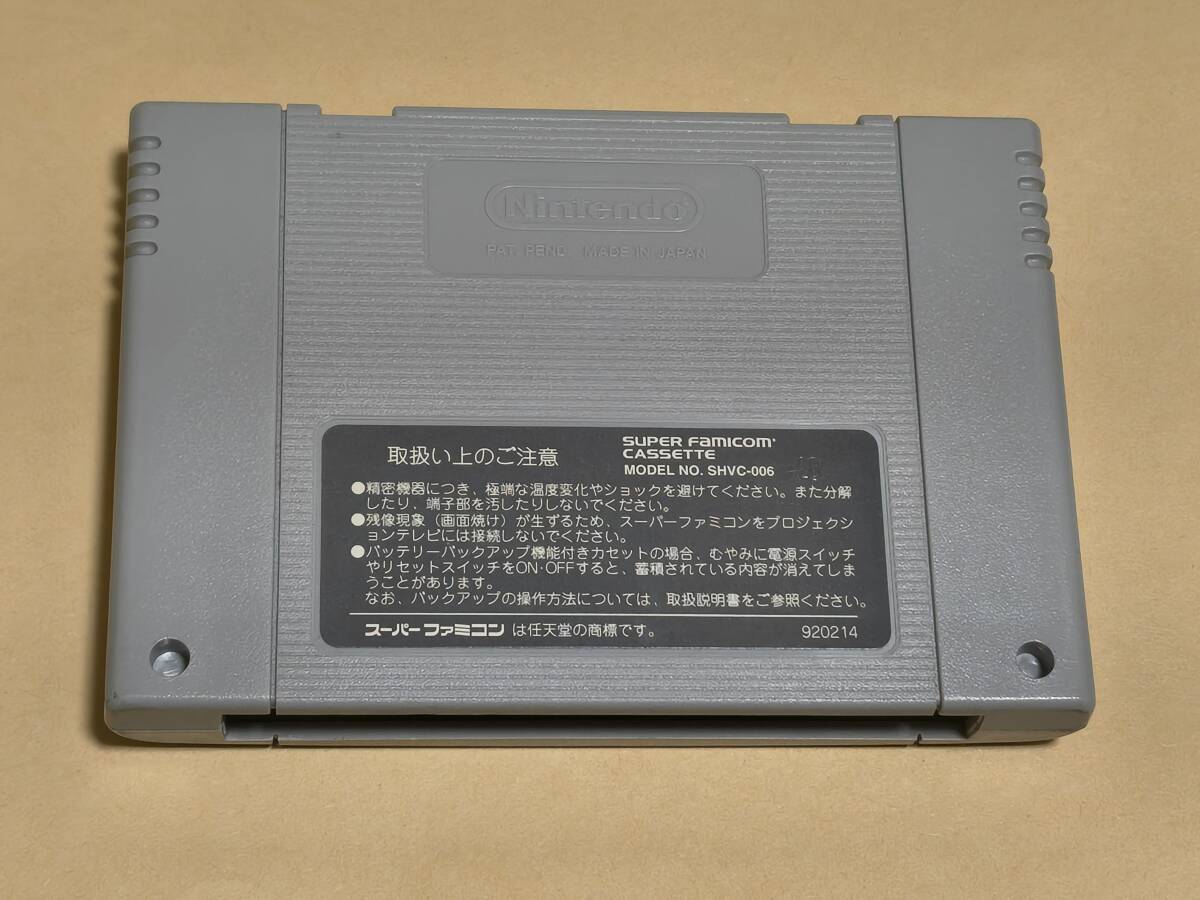 Nintendo
PAT. PEND. MADE IN JAPAN
取扱い上のご注意
SUPER FAMICOM
CASSETTE
MODEL NO. SHVC-006
●精密機器につき、極端な温度変化やショックを避けてください。また分解
したり、端子部を汚したりしないでください。
●残像現象（画面焼け）が生ずるため、スーパーファミコンをプロジェクシ
ョンテレビには接続しないでください。
●バッテリーバックアップ機能付きカセットの場合、むやみに電源スイッチ
やリセットスイッチをON・OFFすると、蓄積されている内容が消えてしま
うことがあります。
なお、バックアップの操作方法については、取扱説明書をご参照ください。
スーパーファミコン は任天堂の商標です。
920214